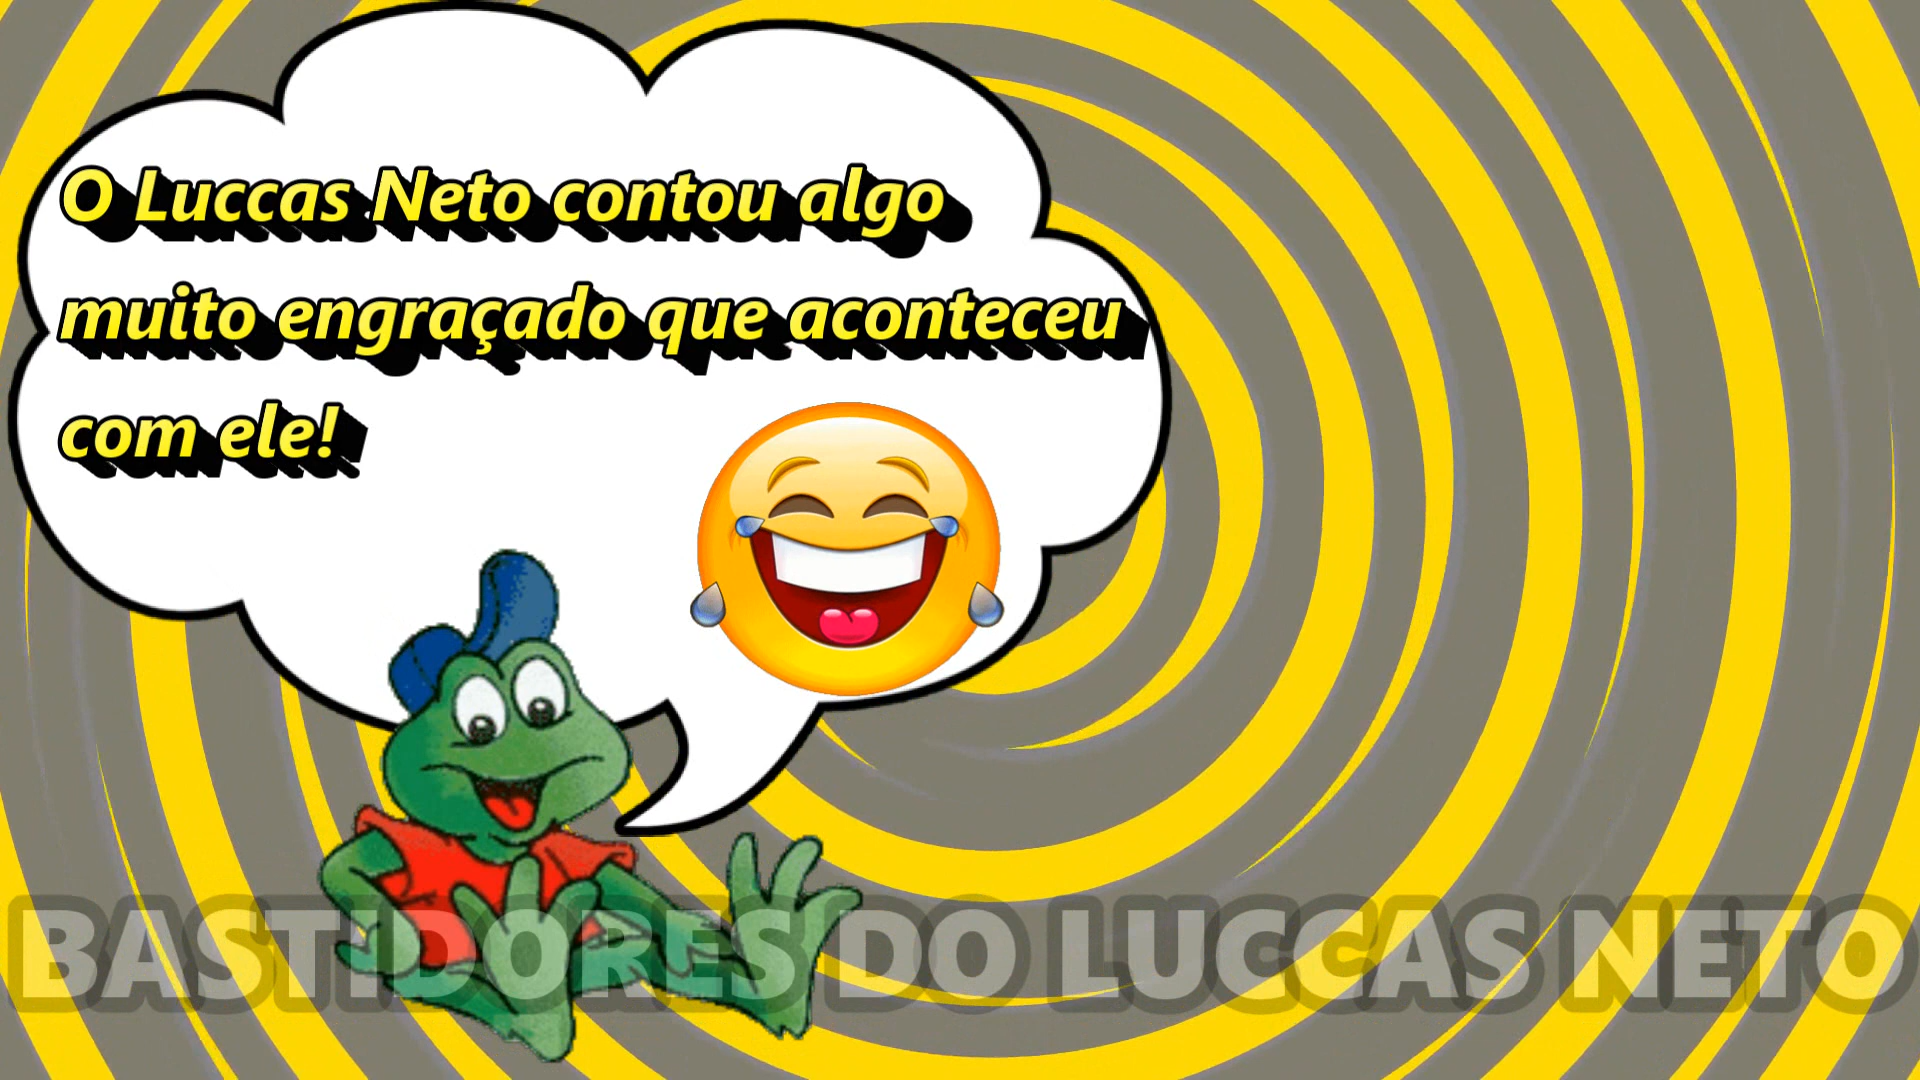 O Luccas Neto contou algo
muito engraçado que aconteceu
com ele!
BASTIDORES DO LUCCAS NETO